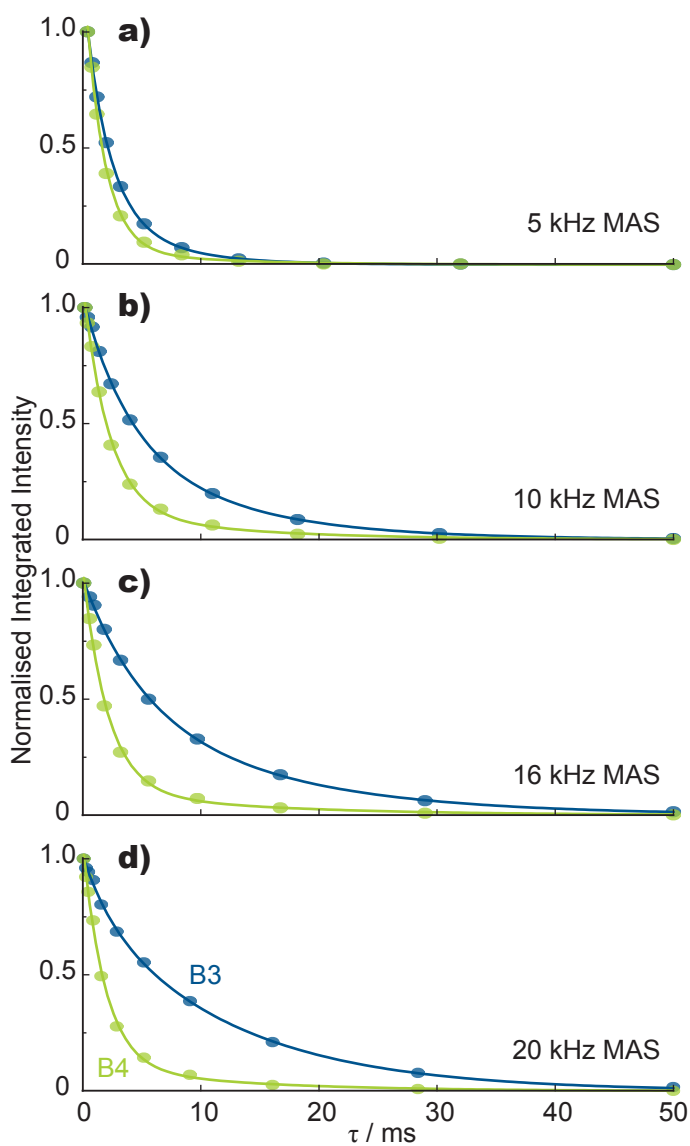 Normalised Integrated Intensity
a)
1.0
0.5
0
5 kHz MAS
b)
1.0
0.5
0
10 kHz MAS
c)
1.0
0.5
0
16 kHz MAS
d)
1.0
0.5
0
B3
B4
20 kHz MAS
0 10 20 30 40 50
τ / ms